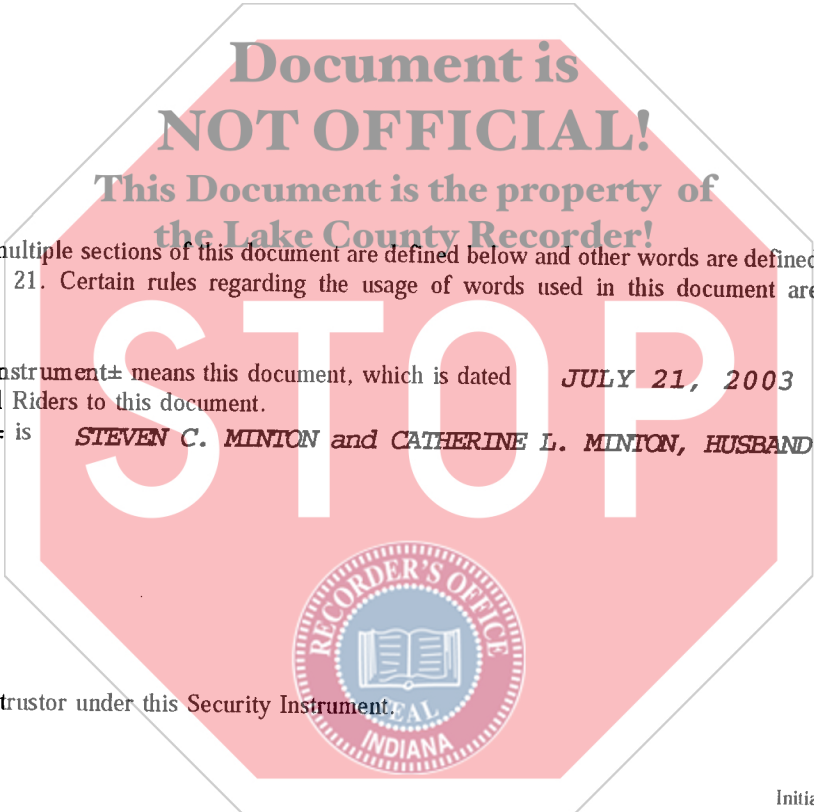 Document is
NOT OFFICIAL!
This Document is the property of
the Lake County Recorder!
multiple sections of this document are defined below and other words are defined
21. Certain rules regarding the usage of words used in this document are
STOP
nstrument± means this document, which is dated JULY 21, 2003
Riders to this document.
is STEVEN C. MINTON and CATHERINE L. MINTON, HUSBAND
RECORDER'S OFFICE
SEAL
INDIANA
trustor under this Security Instrument.
Initia